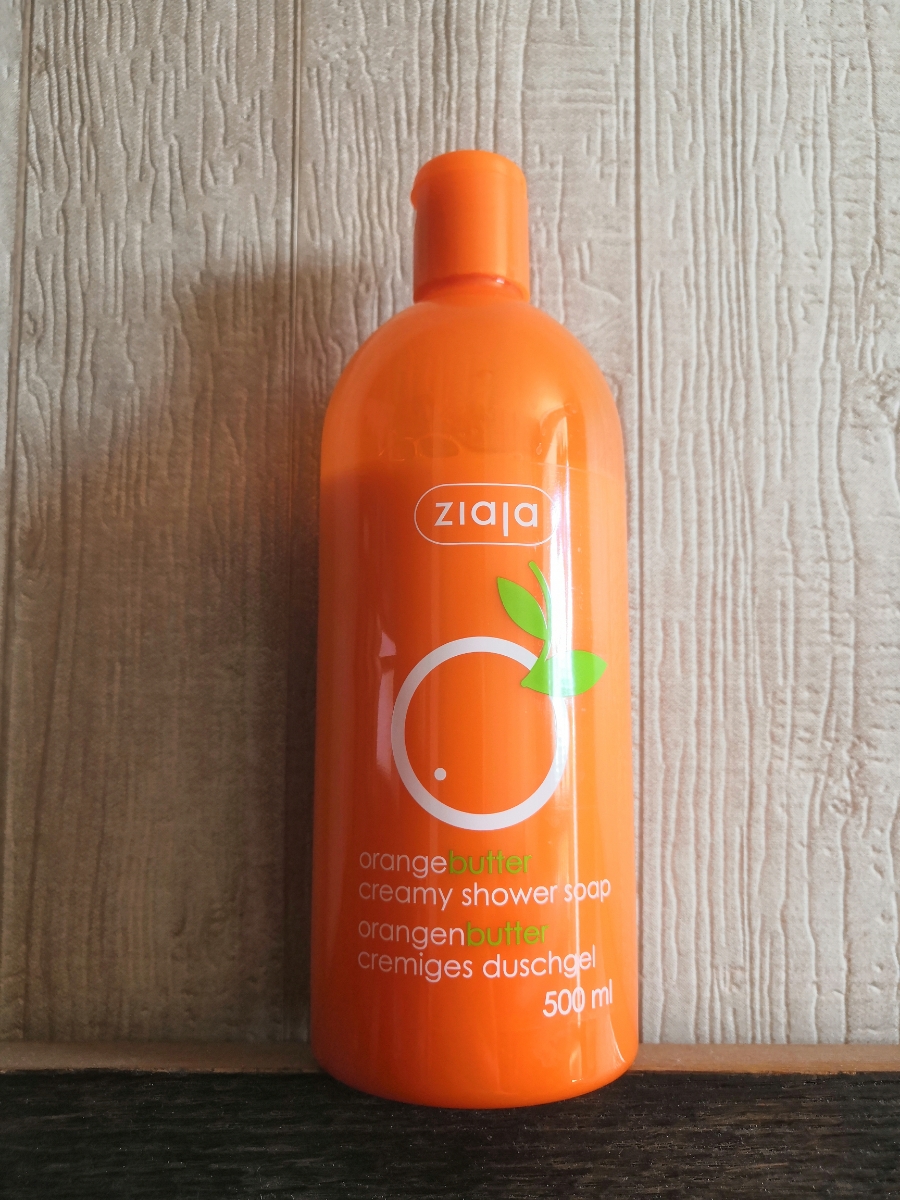 ziaja
orangebutter
creamy shower soap
orangenbutter
cremiges duschgel
500 ml